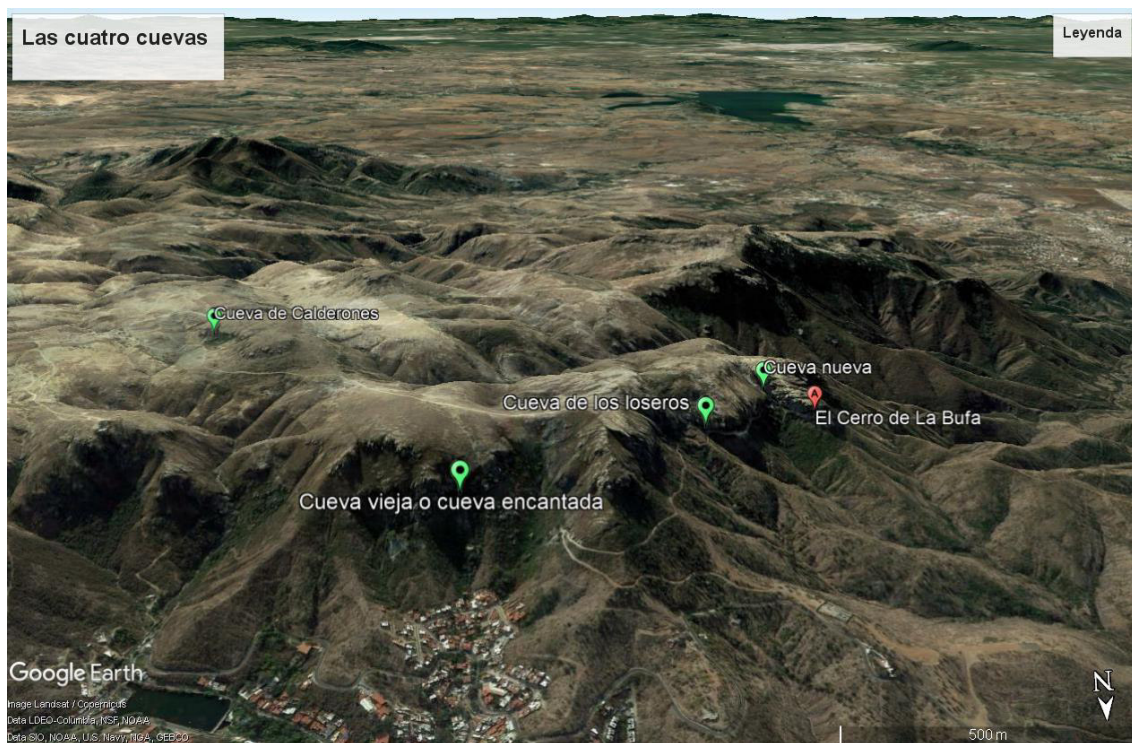 Las cuatro cuevas
Leyenda
Cueva de Calderones
Cueva nueva
Cueva de los loseros
A
El Cerro de La Bufa
Cueva vieja o cueva encantada
Google Earth
N
Image Landsat / Copernicus
Data LDEO-Columbia, NSF, NOAA
Data SIO, NOAA, U.S. Navy, NGA, GEBCO
500 m